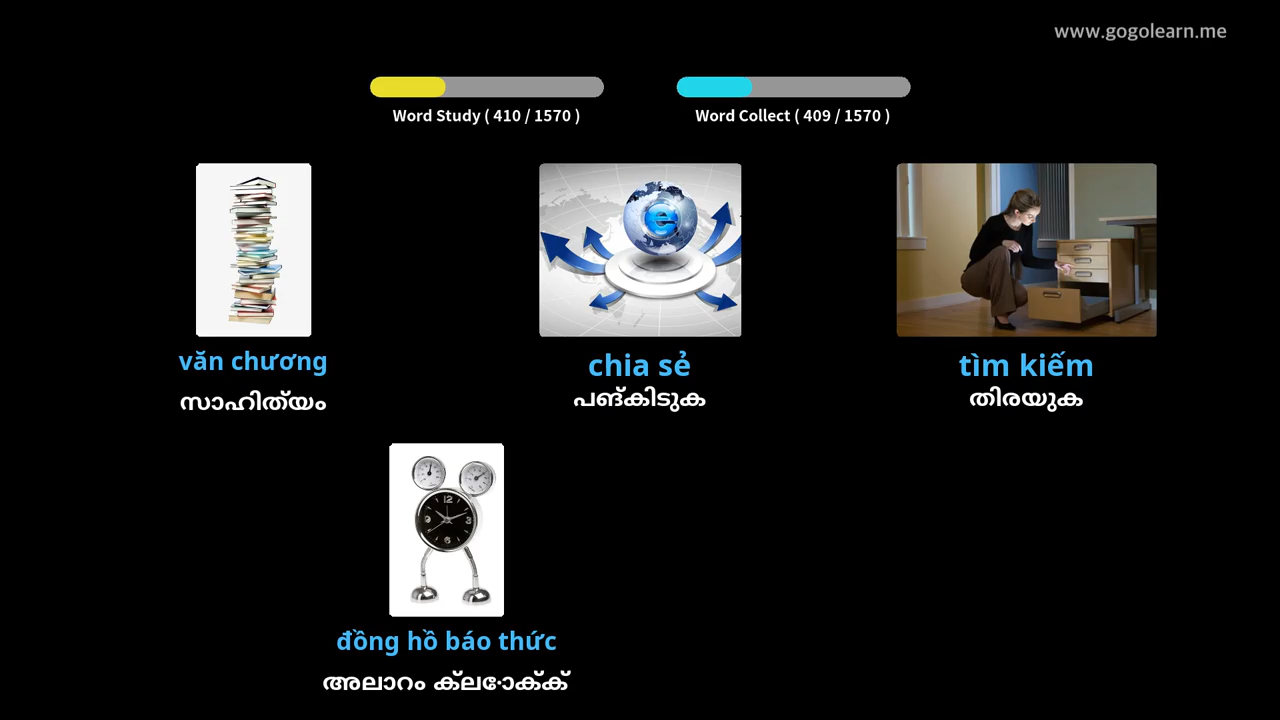 www.gogolearn.me
Word Study ( 410 / 1570 )
Word Collect ( 409 / 1570 )
văn chương
സാഹിത്യം
chia sẻ
പങ്കിടുക
tìm kiếm
തിരയുക
đồng hồ báo thức
അലാറം ക്ലോക്ക്